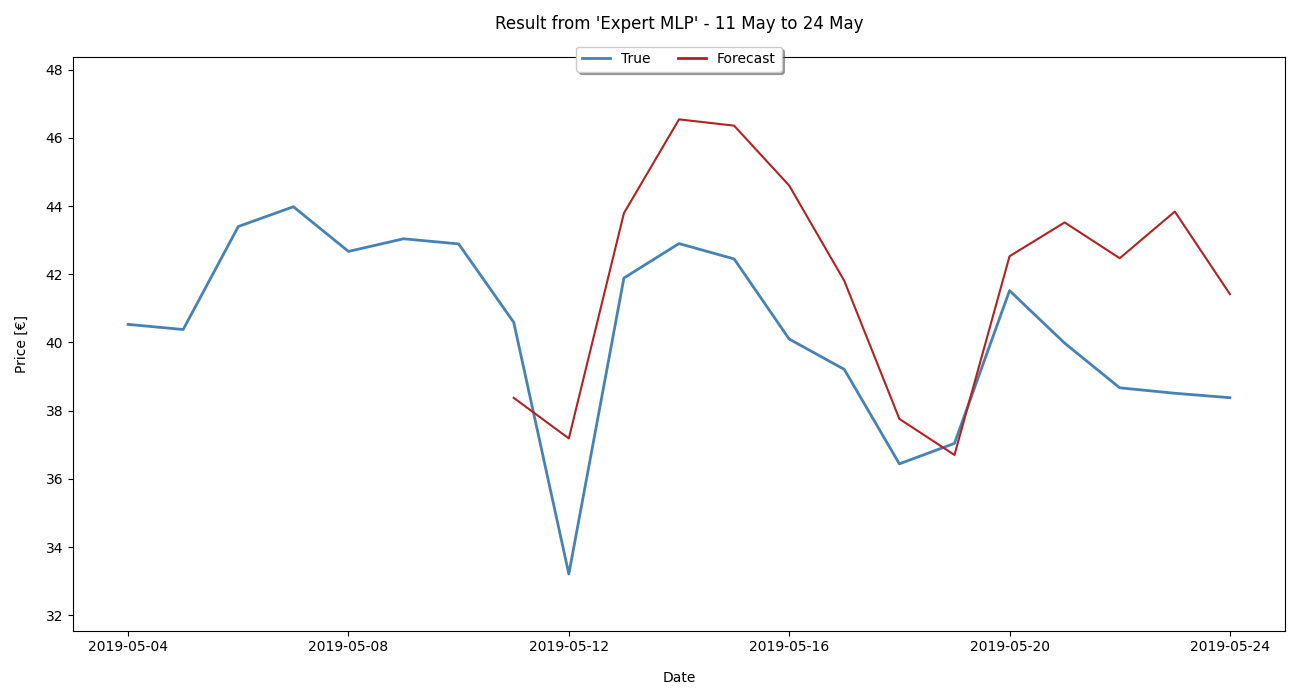 Result from 'Expert MLP' - 11 May to 24 May
True Forecast
Price [€]
48
46
44
42
40
38
36
34
32
2019-05-04 2019-05-08 2019-05-12 2019-05-16 2019-05-20 2019-05-24
Date